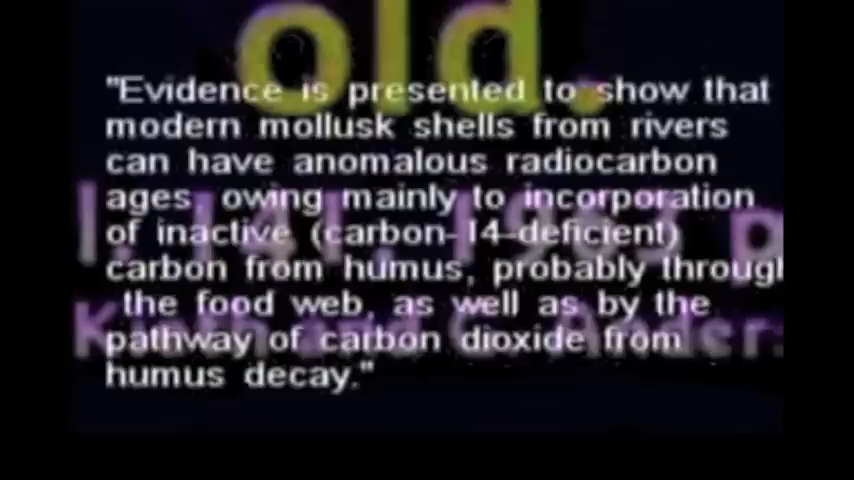 old.
"Evidence is presented to show that
modern mollusk shells from rivers
can have anomalous radiocarbon
ages owing mainly to incorporation
of inactive (carbon-14-deficient)
carbon from humus, probably through
the food web, as well as by the
pathway of carbon dioxide from
humus decay."